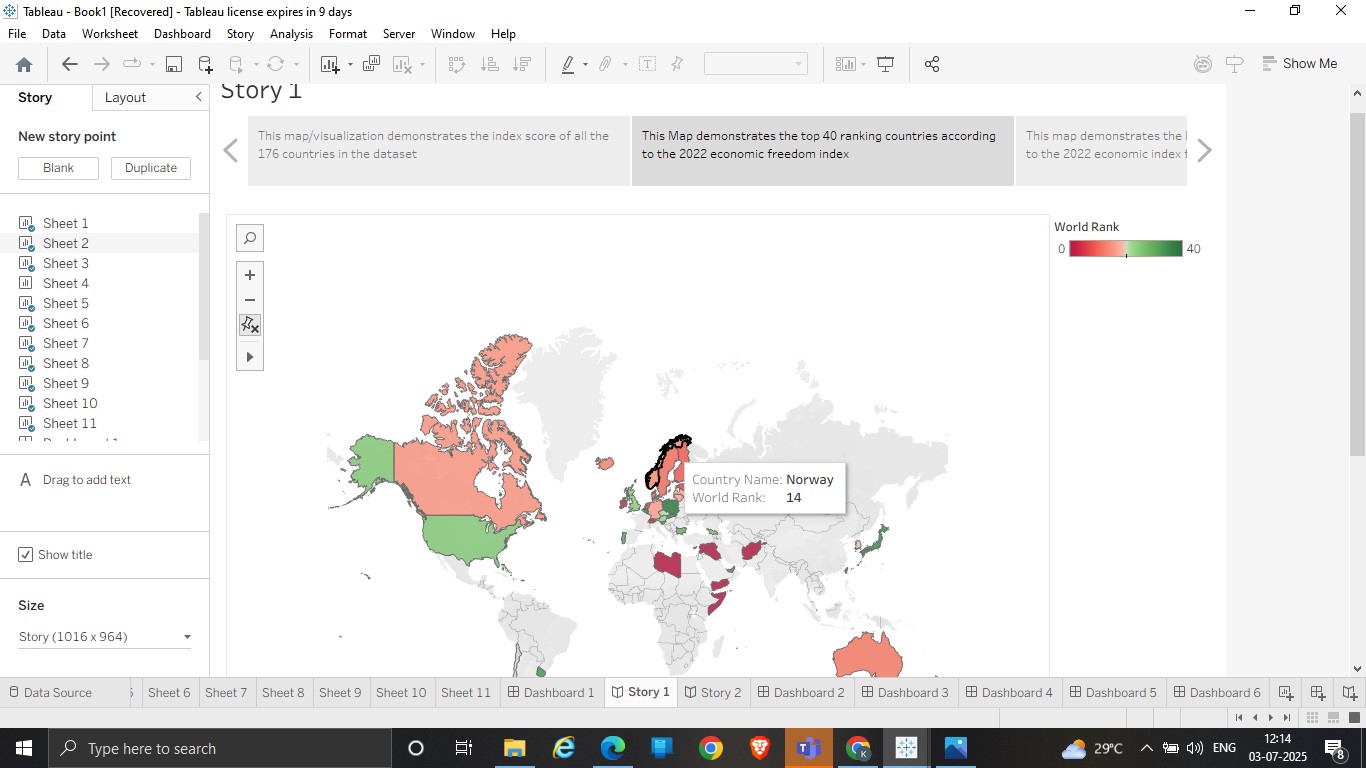 Tableau - Book1 [Recovered] - Tableau license expires in 9 days
File Data Worksheet Dashboard Story Analysis Format Server Window Help
Show Me
Story Layout
New story point
Blank Duplicate
Sheet 1
Sheet 2
Sheet 3
Sheet 4
Sheet 5
Sheet 6
Sheet 7
Sheet 8
Sheet 9
Sheet 10
Sheet 11
A Drag to add text
Show title
Size
Story (1016 x 964)
Story 1
This map/visualization demonstrates the index score of all the
176 countries in the dataset
This Map demonstrates the top 40 ranking countries according
to the 2022 economic freedom index
This map demonstrates the
to the 2022 economic index
World Rank
0 40
Country Name: Norway
World Rank: 14
Data Source Sheet 6 Sheet 7 Sheet 8 Sheet 9 Sheet 10 Sheet 11 Dashboard 1 Story 1 Story 2 Dashboard 2 Dashboard 3 Dashboard 4 Dashboard 5 Dashboard 6
Type here to search
29°C
ENG
12:14
03-07-2025
8